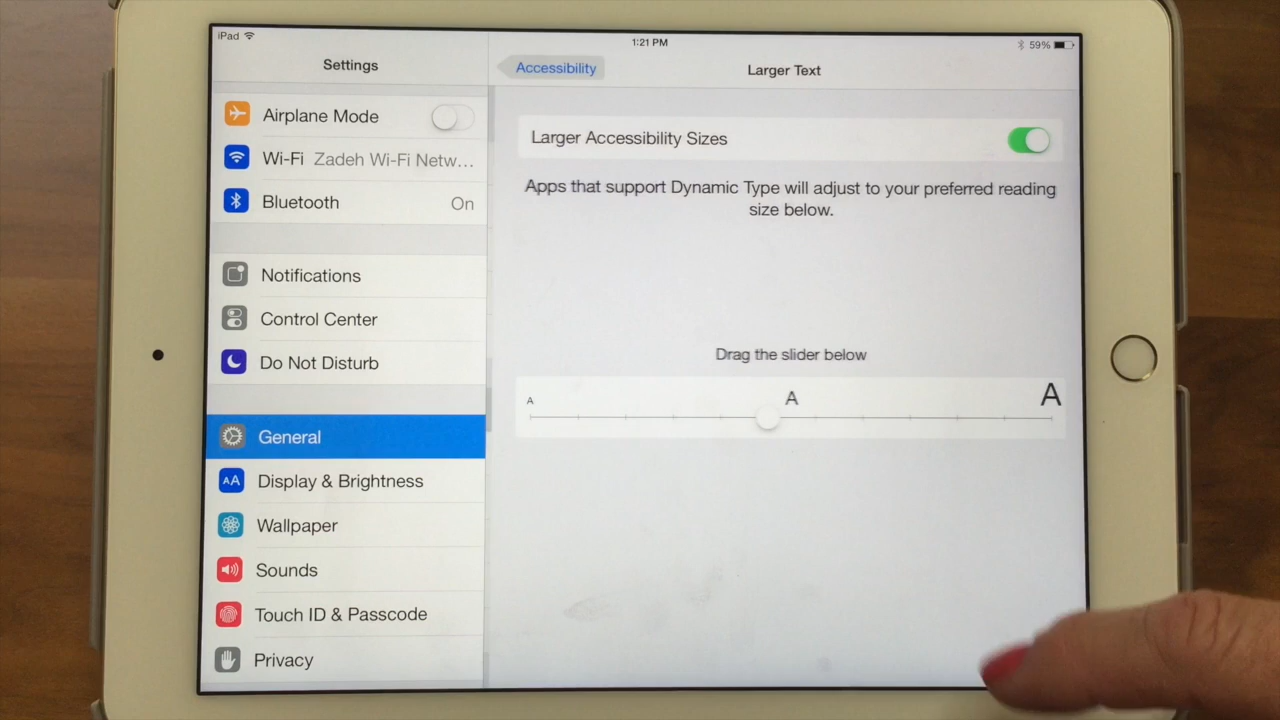 iPad
1:21 PM
59%
Settings
Accessibility
Larger Text
Airplane Mode
Wi-Fi Zadeh Wi-Fi Netw...
Bluetooth On
Notifications
Control Center
Do Not Disturb
General
AA Display & Brightness
Wallpaper
Sounds
Touch ID & Passcode
Privacy
Larger Accessibility Sizes
Apps that support Dynamic Type will adjust to your preferred reading
size below.
Drag the slider below
A A A